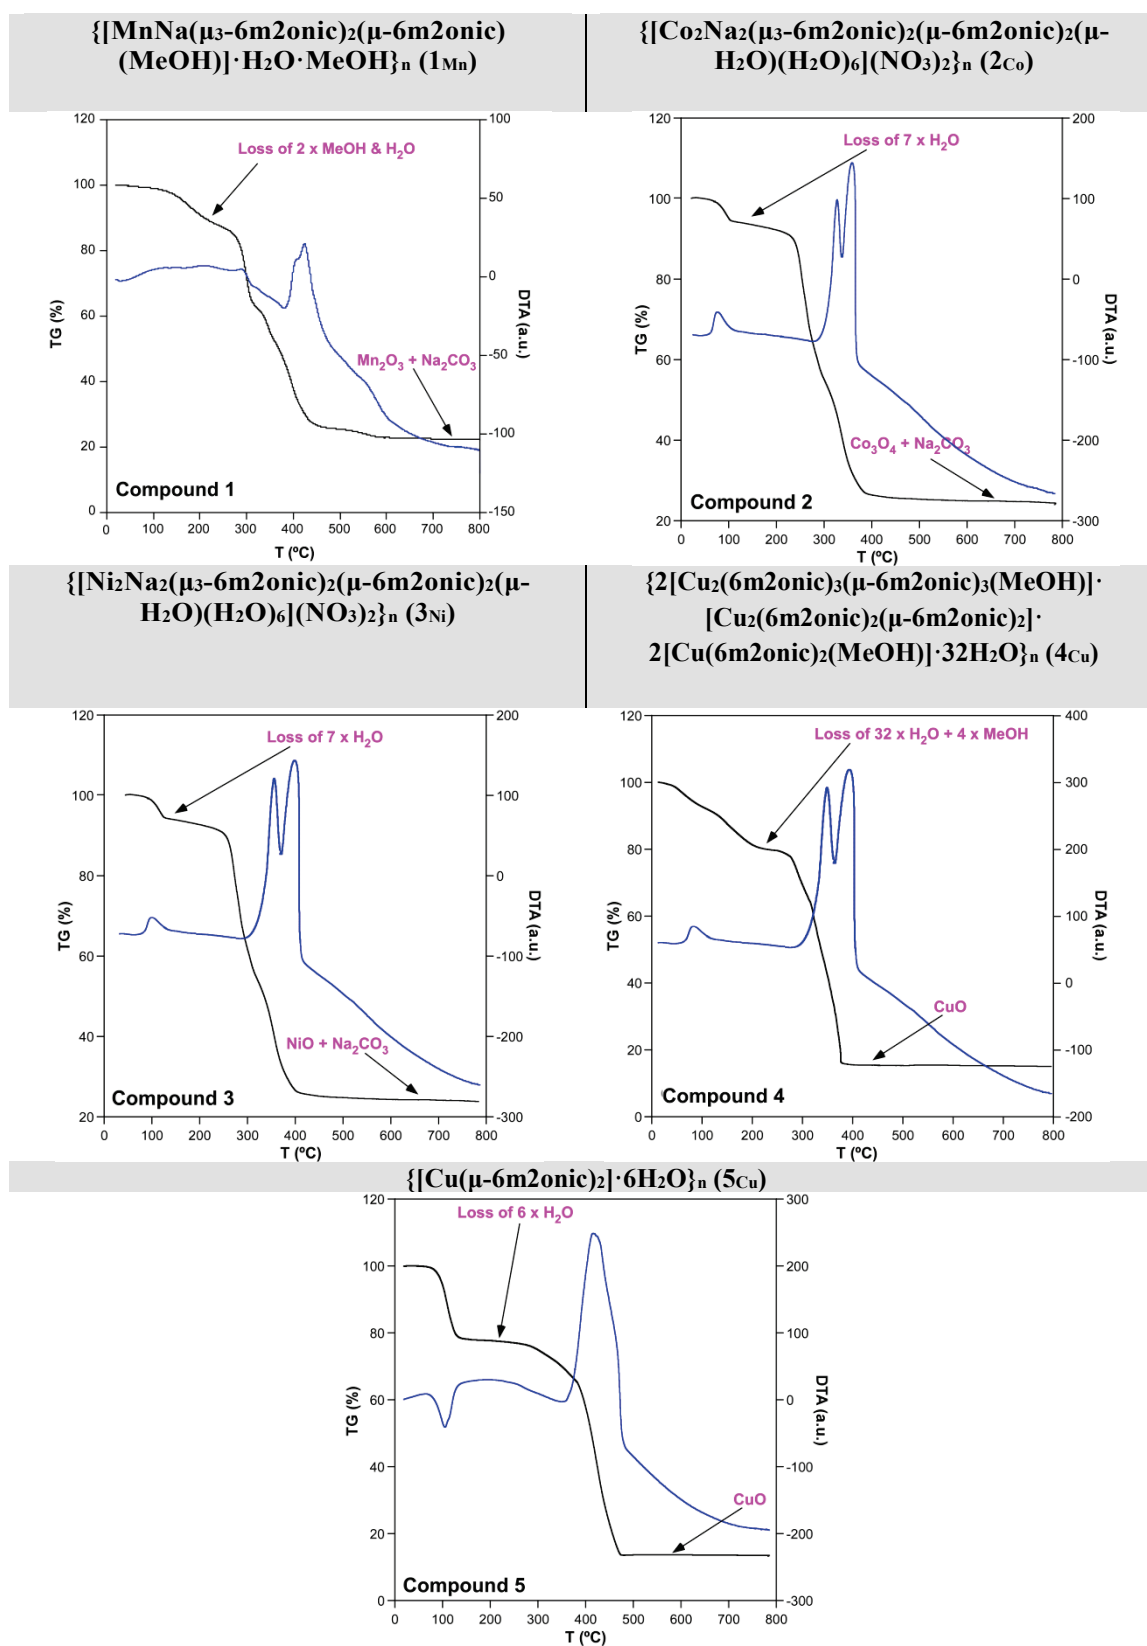 {[MnNa(μ3-6m2onic)2(μ-6m2onic)
(MeOH)]·H2O·MeOH}n (1Mn)
{[Co2Na2(μ3-6m2onic)2(μ-6m2onic)2(μ-
H2O)(H2O)6](NO3)2}n (2Co)
120
100
80
60
40
20
0
TG (%)
100
50
0
-50
-100
-150
DTA (a.u.)
Loss of 2 x MeOH & H2O
Mn2O3 + Na2CO3
Compound 1
0 100 200 300 400 500 600 700 800
T (ºC)
120
100
80
60
40
20
TG (%)
200
100
0
-100
-200
-300
DTA (a.u.)
Loss of 7 x H2O
Co3O4 + Na2CO3
Compound 2
0 100 200 300 400 500 600 700 800
T (ºC)
{[Ni2Na2(μ3-6m2onic)2(μ-6m2onic)2(μ-
H2O)(H2O)6](NO3)2}n (3Ni)
{2[Cu2(6m2onic)3(μ-6m2onic)3(MeOH)]·
[Cu2(6m2onic)2(μ-6m2onic)2]·
2[Cu(6m2onic)2(MeOH)]·32H2O}n (4Cu)
120
100
80
60
40
20
TG (%)
200
100
0
-100
-200
-300
DTA (a.u.)
Loss of 7 x H2O
NiO + Na2CO3
Compound 3
0 100 200 300 400 500 600 700 800
T (ºC)
120
100
80
60
40
20
0
TG (%)
400
300
200
100
0
-100
-200
DTA (a.u.)
Loss of 32 x H2O + 4 x MeOH
CuO
Compound 4
0 100 200 300 400 500 600 700 800
T (ºC)
{[Cu(μ-6m2onic)2]·6H2O}n (5Cu)
120
100
80
60
40
20
0
TG (%)
300
200
100
0
-100
-200
-300
DTA (a.u.)
Loss of 6 x H2O
CuO
Compound 5
0 100 200 300 400 500 600 700 800
T (ºC)